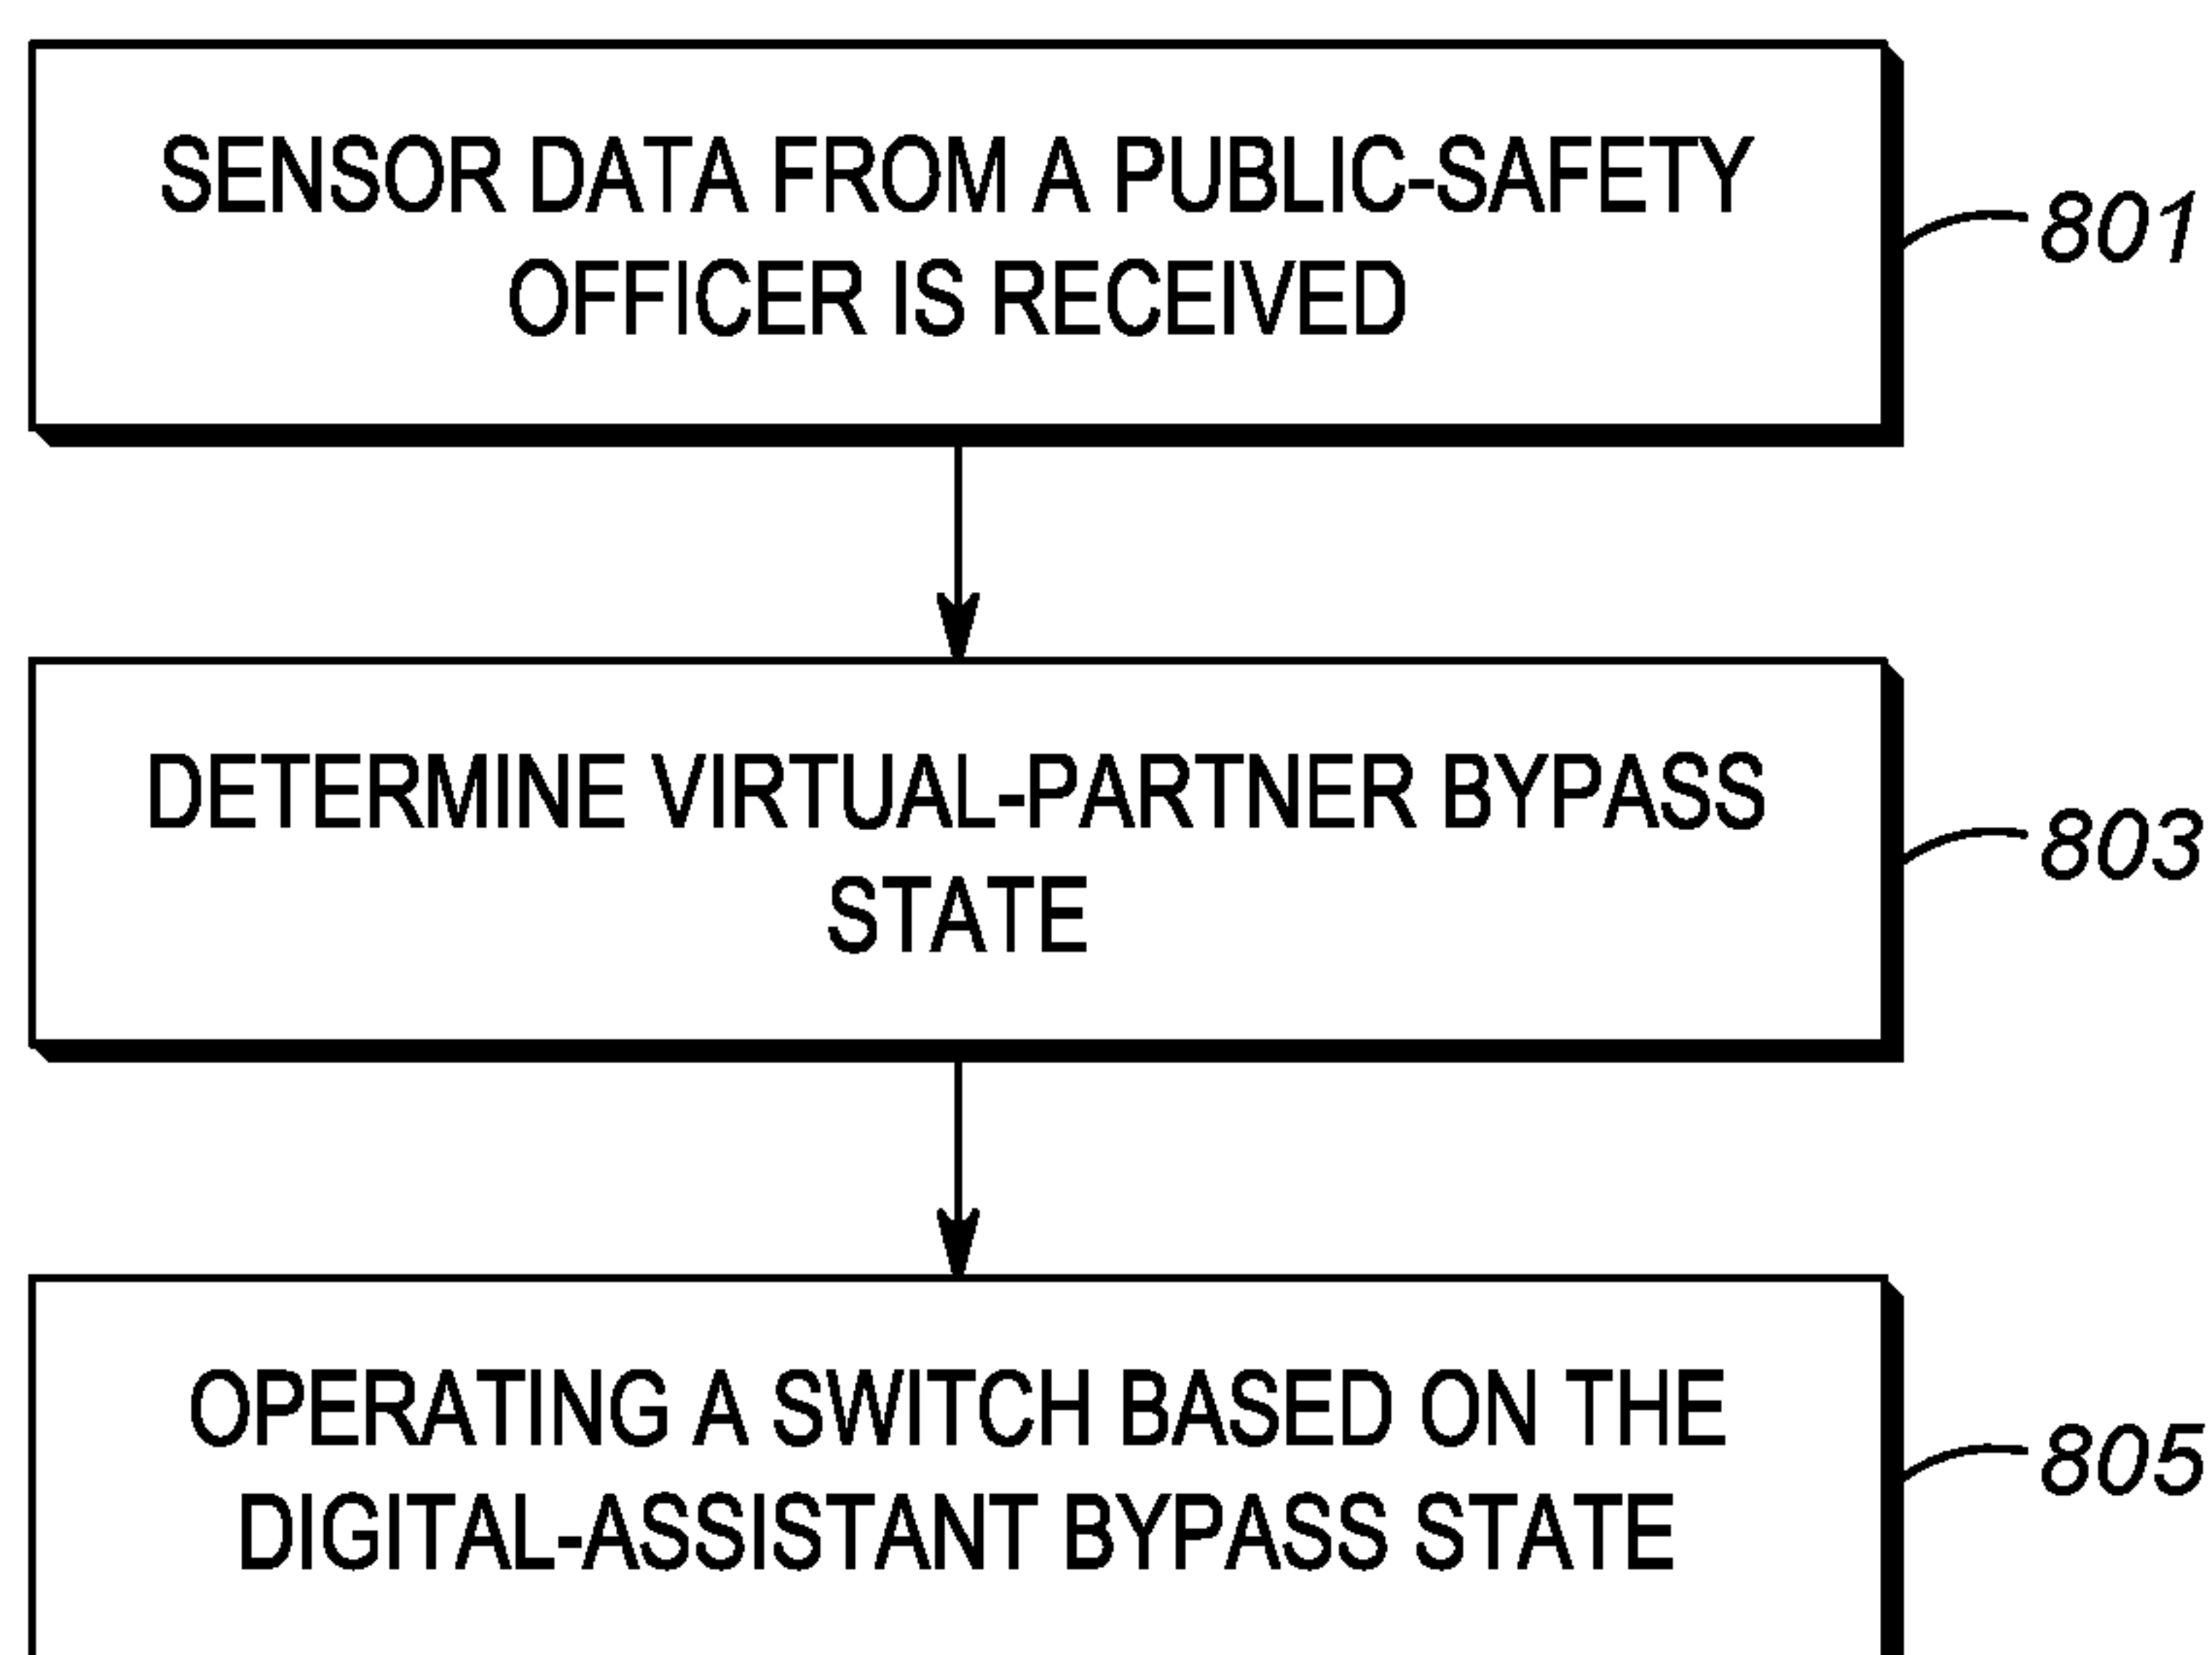 SENSOR DATA FROM A PUBLIC-SAFETY
OFFICER IS RECEIVED
801
DETERMINE VIRTUAL-PARTNER BYPASS
STATE
803
OPERATING A SWITCH BASED ON THE
DIGITAL-ASSISTANT BYPASS STATE
805